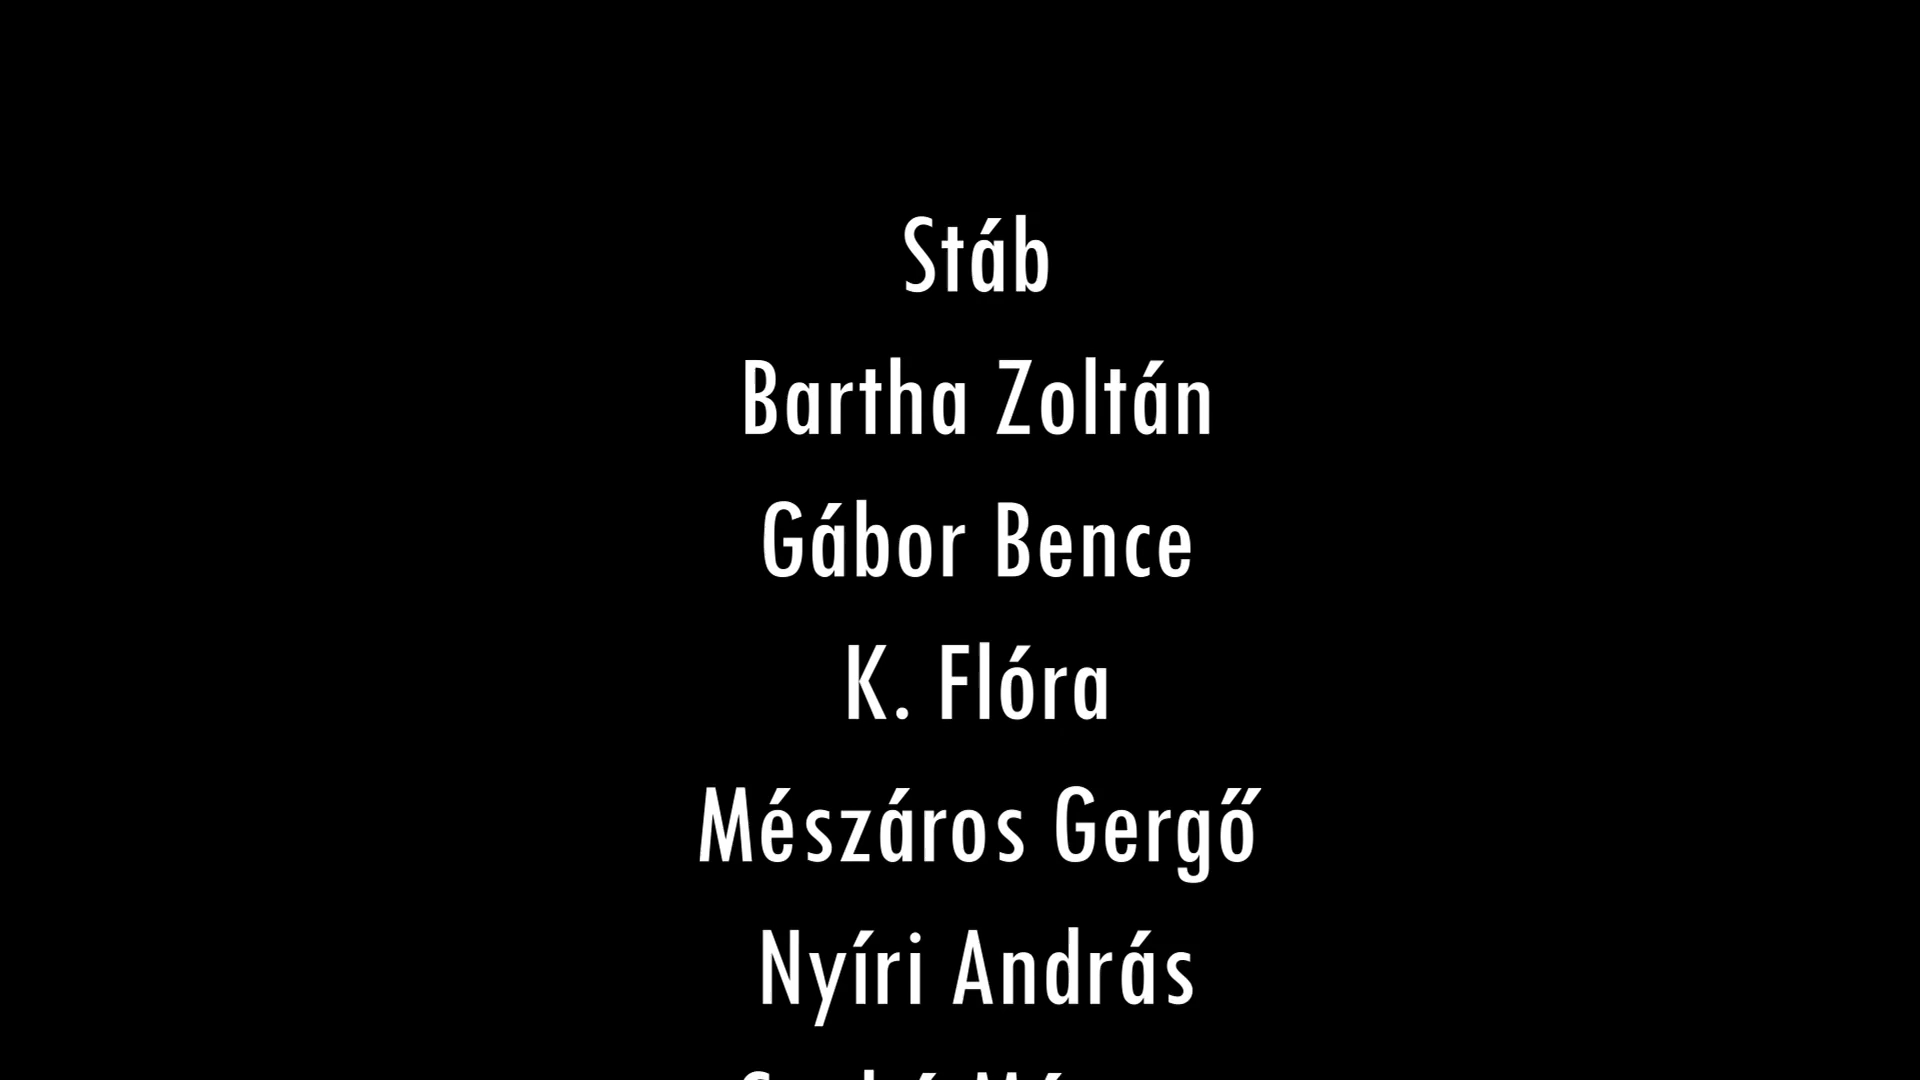 Stáb
Bartha Zoltán
Gábor Bence
K. Flóra
Mészáros Gergő
Nyíri András